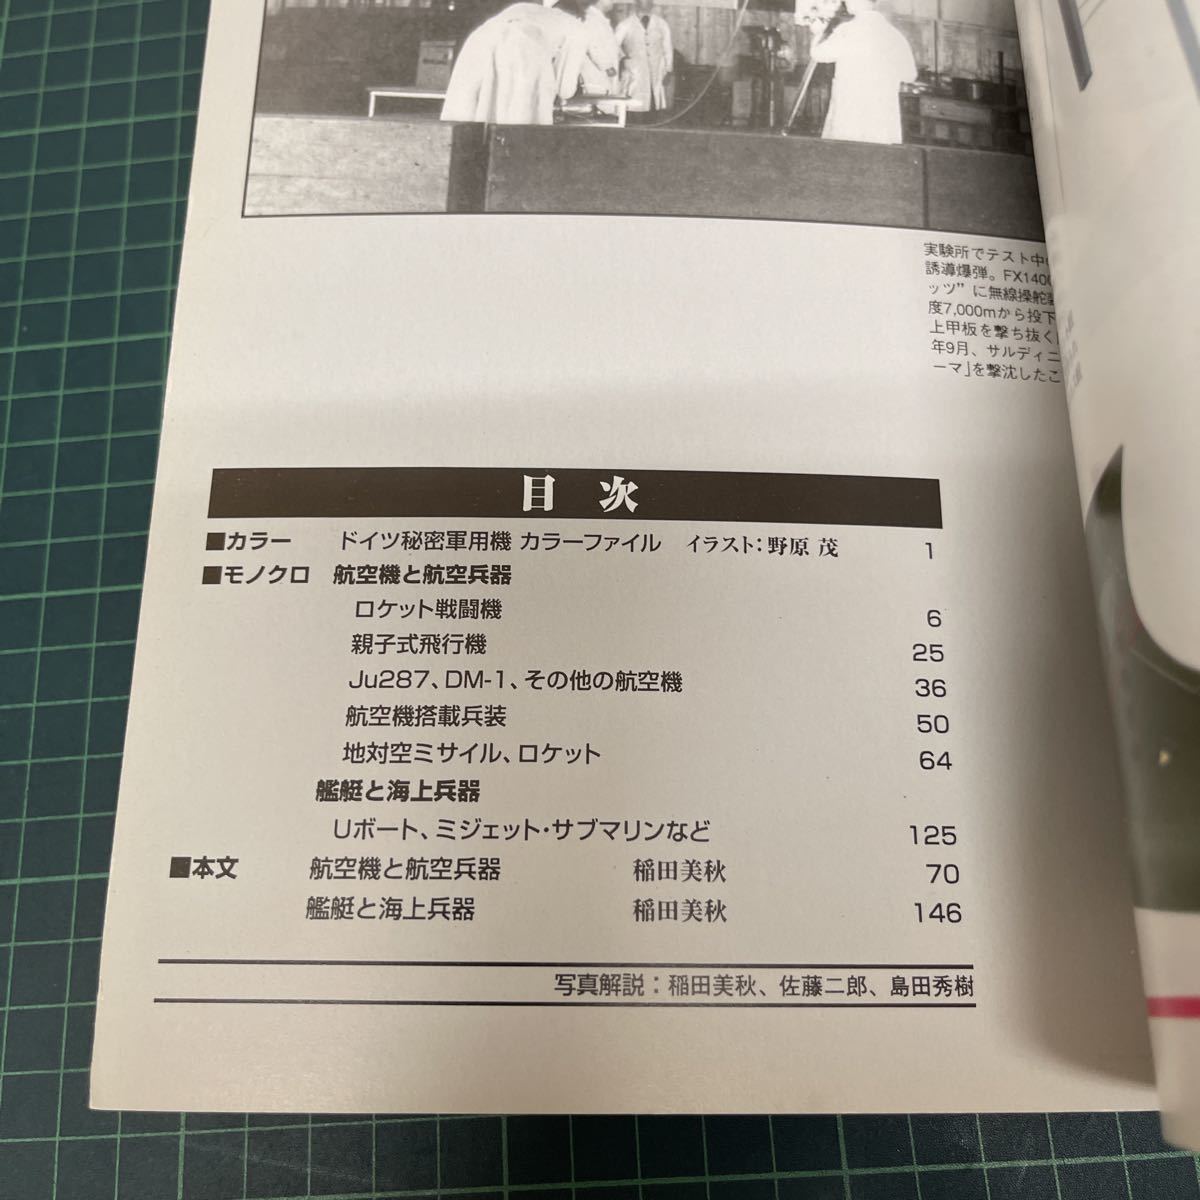 実験所でテスト中
誘導爆弾。FX1400
ッツ”に無線操舵
度7,000mから投下
上甲板を撃ち抜く
年9月、サルディニ
ーマ」を撃沈したこ
目次
■カラー ドイツ秘密軍用機 カラーファイル イラスト：野原 茂 1
■モノクロ 航空機と航空兵器
ロケット戦闘機 6
親子式飛行機 25
Ju287、DM-1、その他の航空機 36
航空機搭載兵装 50
地対空ミサイル、ロケット 64
艦艇と海上兵器
Uボート、ミジェット・サブマリンなど 125
■本文 航空機と航空兵器 稲田美秋 70
艦艇と海上兵器 稲田美秋 146
写真解説：稲田美秋、佐藤二郎、島田秀樹